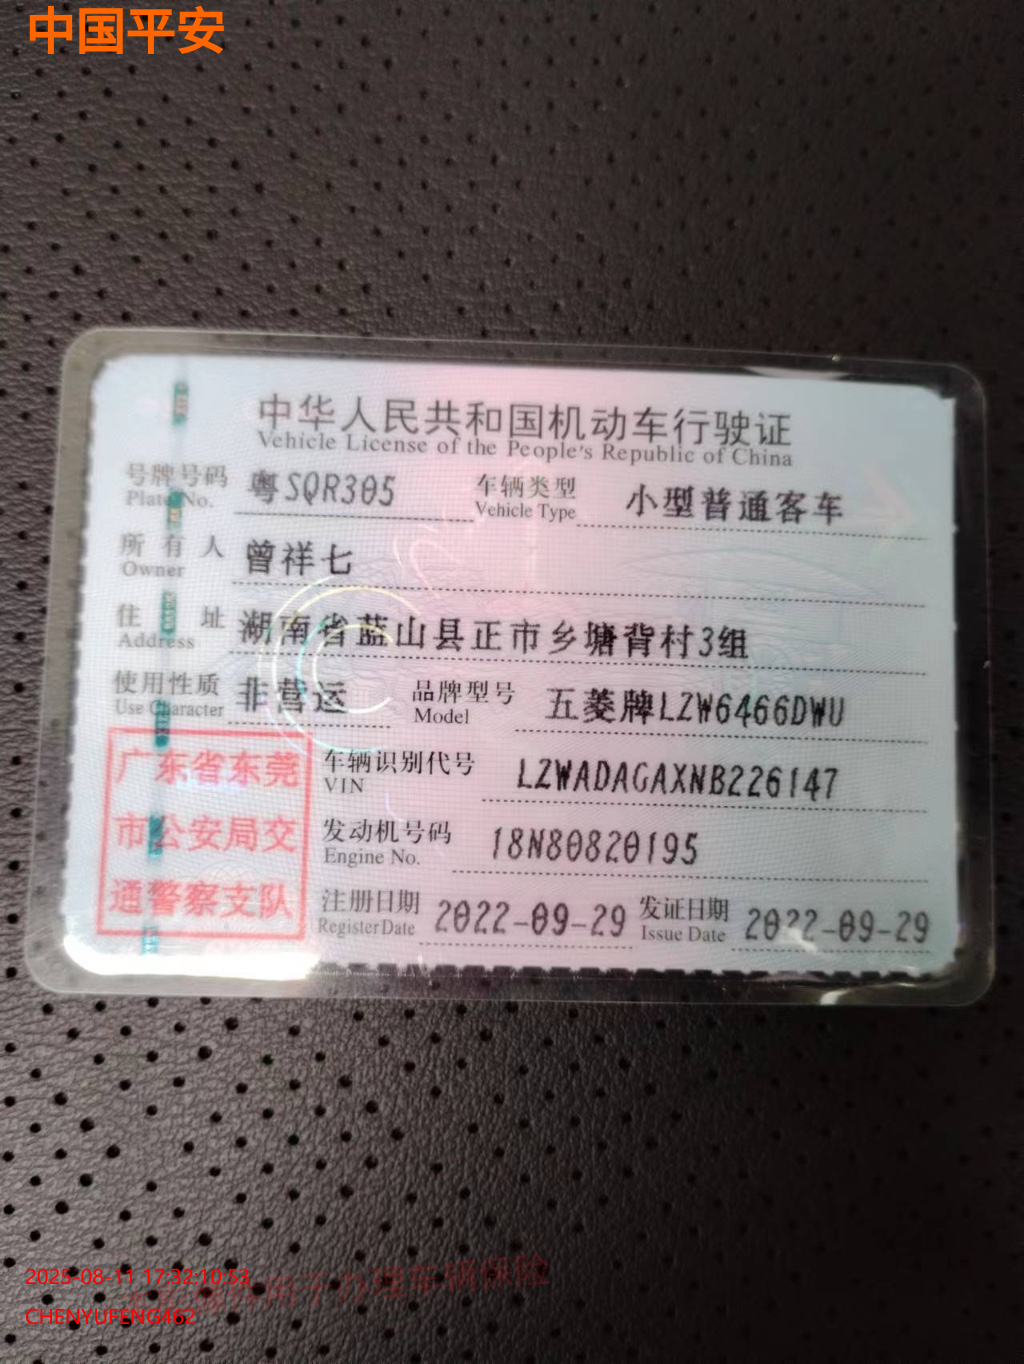 中国平安
中华人民共和国机动车行驶证
Vehicle License of the People's Republic of China
号牌号码 粤SQR305 车辆类型 小型普通客车
Plate No. Vehicle Type
所有人 曾祥七
Owner
住址 湖南省蓝山县正市乡塘背村3组
Address
使用性质 非营运 品牌型号 五菱牌LZW6466DWU
Use Character Model
广东省东莞
市公安局交
通警察支队
车辆识别代号 LZWADAGAXNB226147
VIN
发动机号码 18N80820195
Engine No.
注册日期 2022-09-29 发证日期 2022-09-29
Register Date Issue Date
2025-08-11 17:32:10:53
用于办理车辆保险
CHENYUFENG462